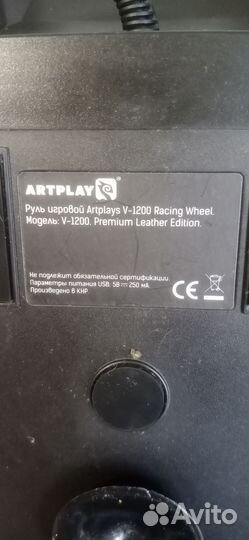 ARTPLAYS
Руль игровой Artplays V-1200 Racing Wheel.
Модель: V-1200. Premium Leather Edition.
Не подлежит обязательной сертификации.
Параметры питания USB: 5В ⎓ 250 мА.
Произведено в КНР.
CE
Avito